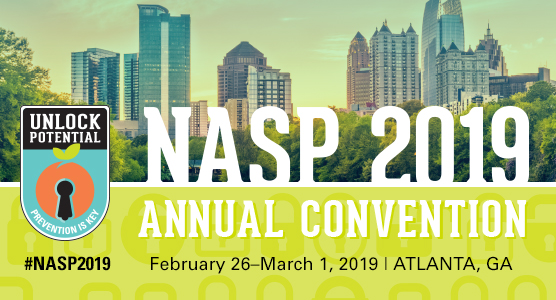 UNLOCK
POTENTIAL
PREVENTION IS KEY
NASP 2019
ANNUAL CONVENTION
#NASP2019
February 26–March 1, 2019 | ATLANTA, GA